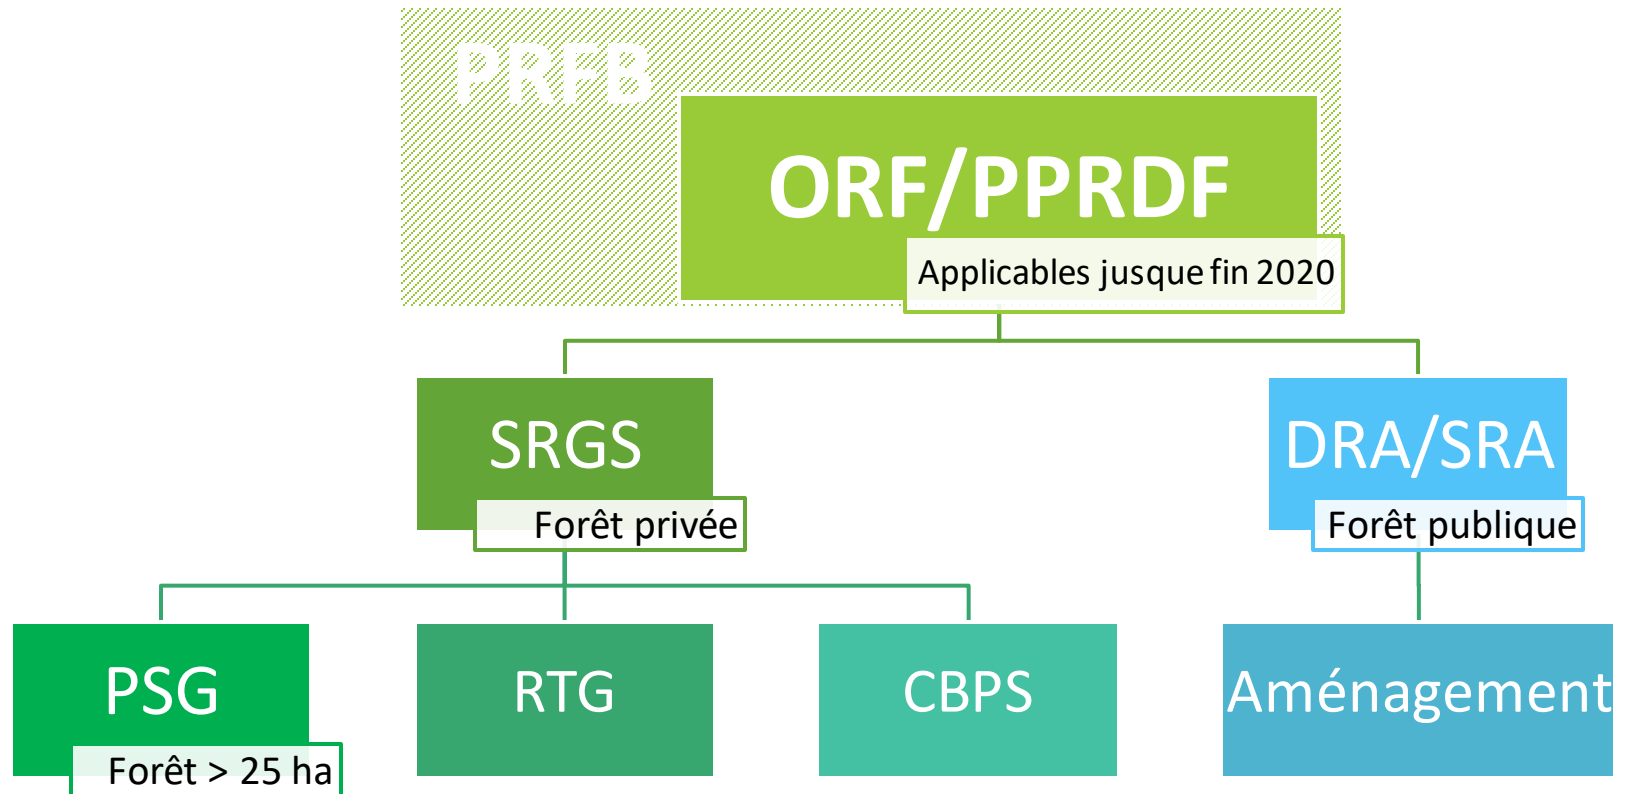 PRFB
ORF/PPRDF
Applicables jusque fin 2020
SRGS
Forêt privée
DRA/SRA
Forêt publique
PSG
Forêt > 25 ha
RTG
CBPS
Aménagement